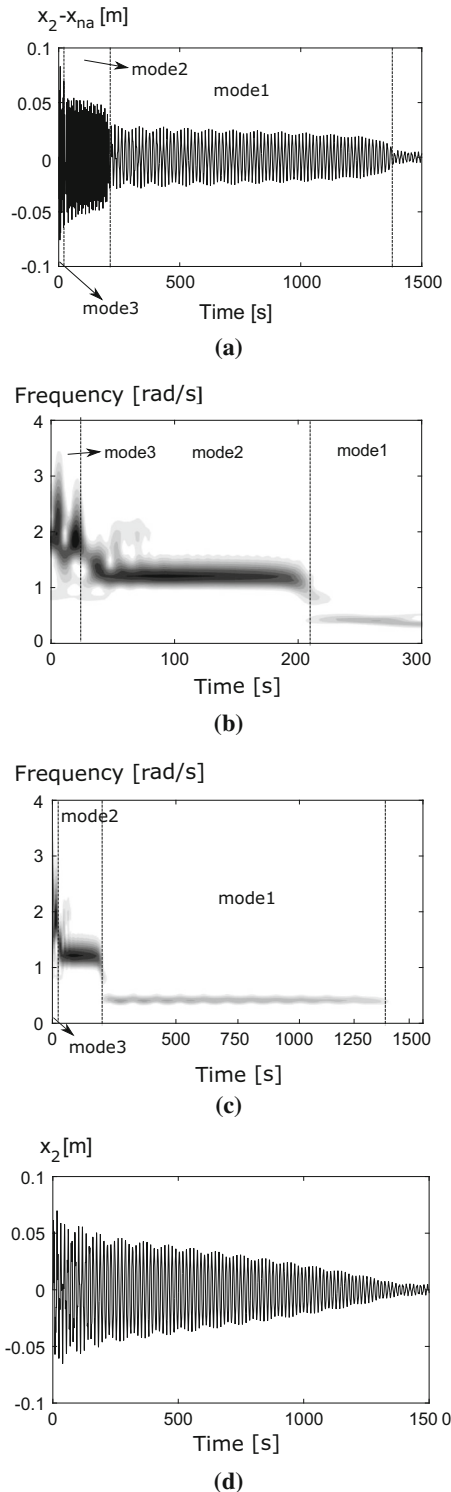 x2-xna [m]
0.1
mode2
mode1
0.05
0
-0.05
-0.1
0 500 1000 1500
mode3
Time [s]
(a)
Frequency [rad/s]
4
mode3 mode2 mode1
3
2
1
0
0 100 200 300
Time [s]
(b)
Frequency [rad/s]
4
mode2
3
mode1
2
1
0
0 500 750 1000 1250 1500
mode3
Time [s]
(c)
x2 [m]
0.1
0.05
0
-0.05
-0.1
0 500 1000 150 0
Time [s]
(d)